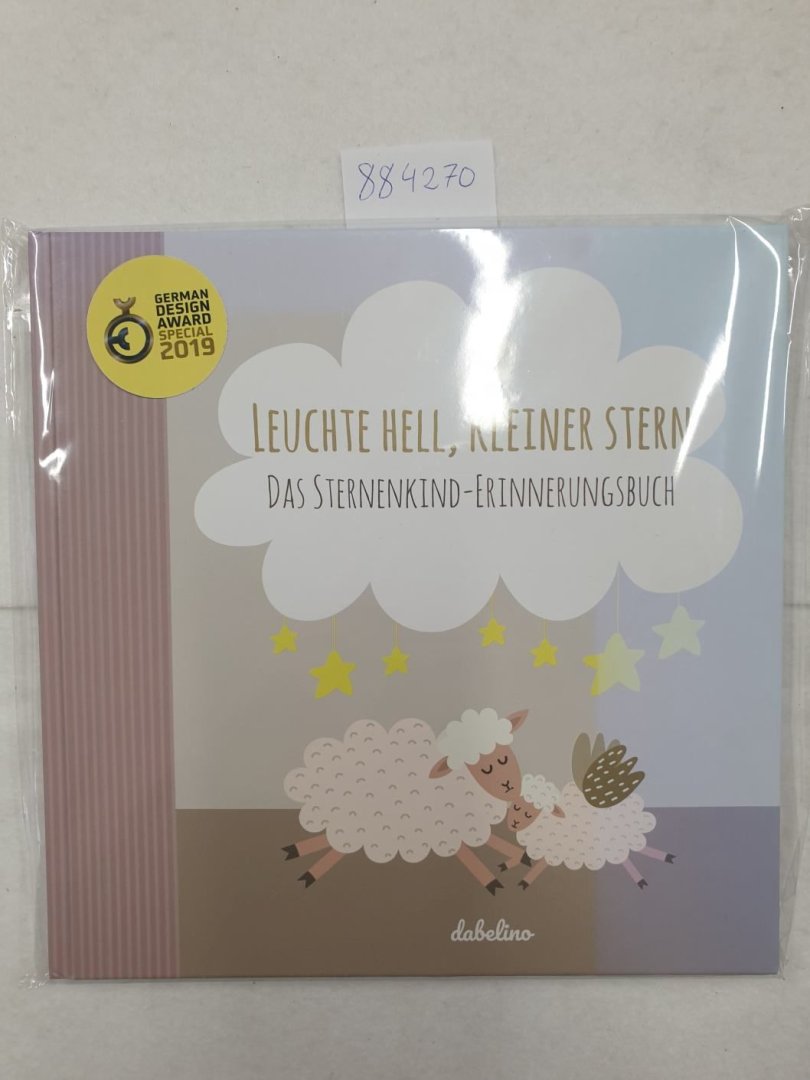 884270
GERMAN
DESIGN
AWARD
SPECIAL
2019
LEUCHTE HELL, KLEINER STERN
DAS STERNENKIND-ERINNERUNGSBUCH
dabelino